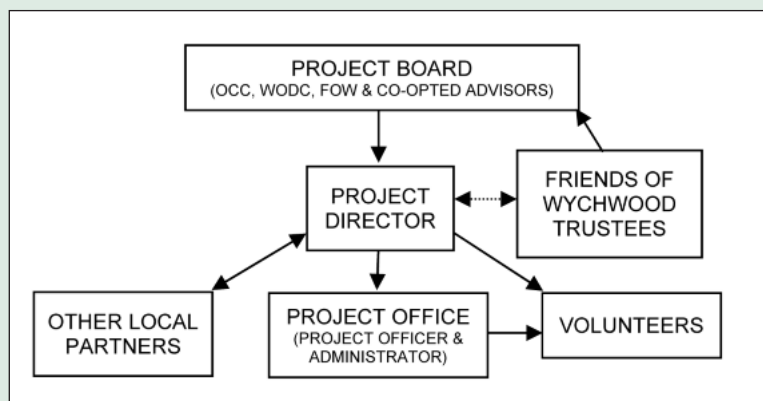 PROJECT BOARD
(OCC, WODC, FOW & CO-OPTED ADVISORS)
PROJECT
DIRECTOR
FRIENDS OF
WYCHWOOD
TRUSTEES
OTHER LOCAL
PARTNERS
PROJECT OFFICE
(PROJECT OFFICER &
ADMINISTRATOR)
VOLUNTEERS